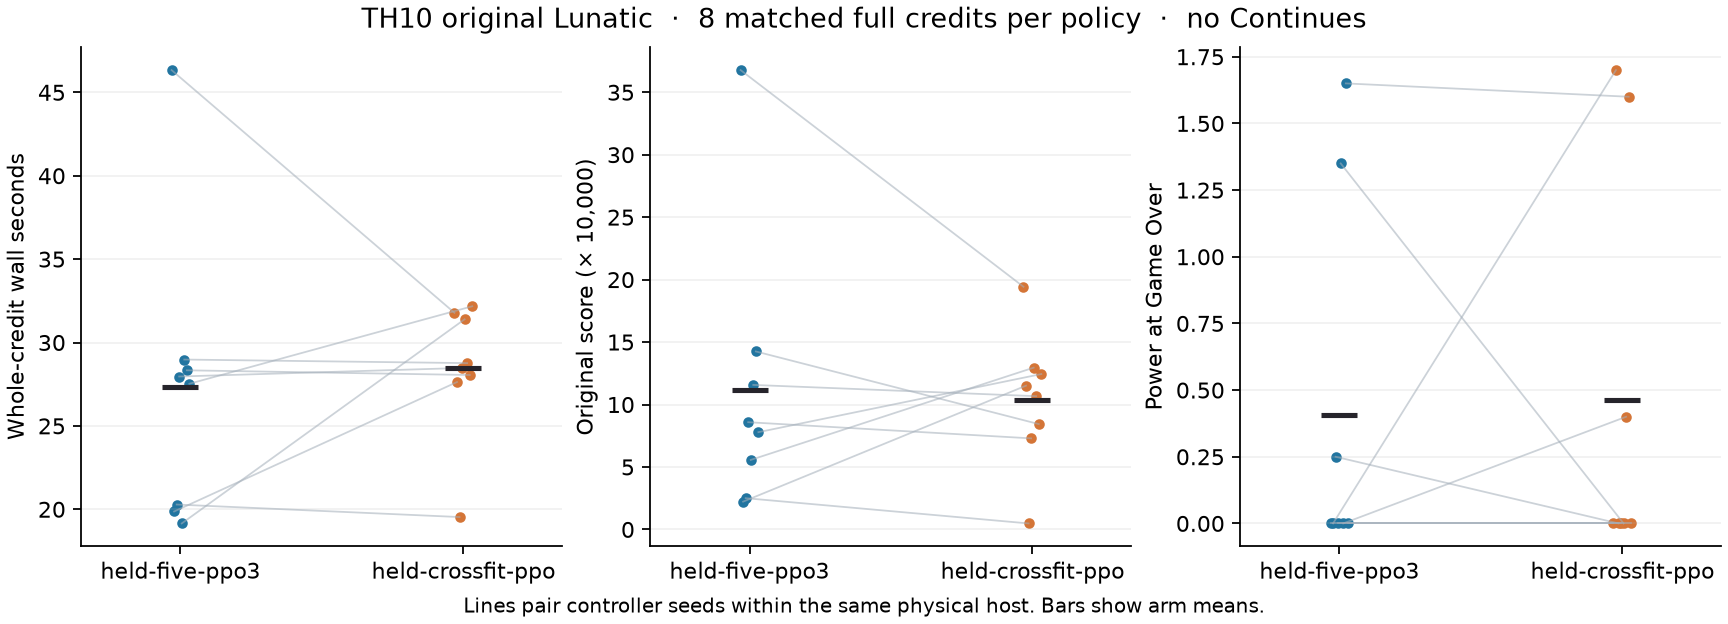 TH10 original Lunatic · 8 matched full credits per policy · no Continues
Whole-credit wall seconds
45
40
35
30
25
20
held-five-ppo3
held-crossfit-ppo
Original score (× 10,000)
35
30
25
20
15
10
5
0
held-five-ppo3
held-crossfit-ppo
Power at Game Over
1.75
1.50
1.25
1.00
0.75
0.50
0.25
0.00
held-five-ppo3
held-crossfit-ppo
Lines pair controller seeds within the same physical host. Bars show arm means.